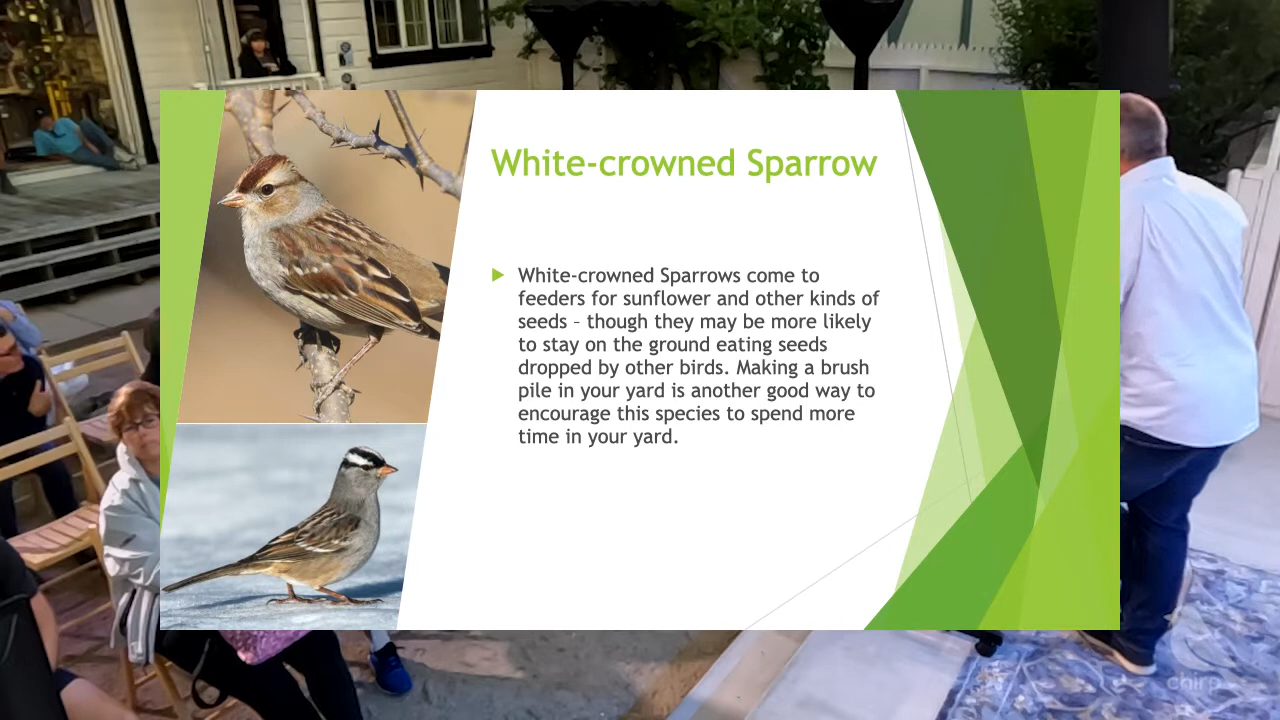 White-crowned Sparrow
White-crowned Sparrows come to
feeders for sunflower and other kinds of
seeds – though they may be more likely
to stay on the ground eating seeds
dropped by other birds. Making a brush
pile in your yard is another good way to
encourage this species to spend more
time in your yard.
chirp